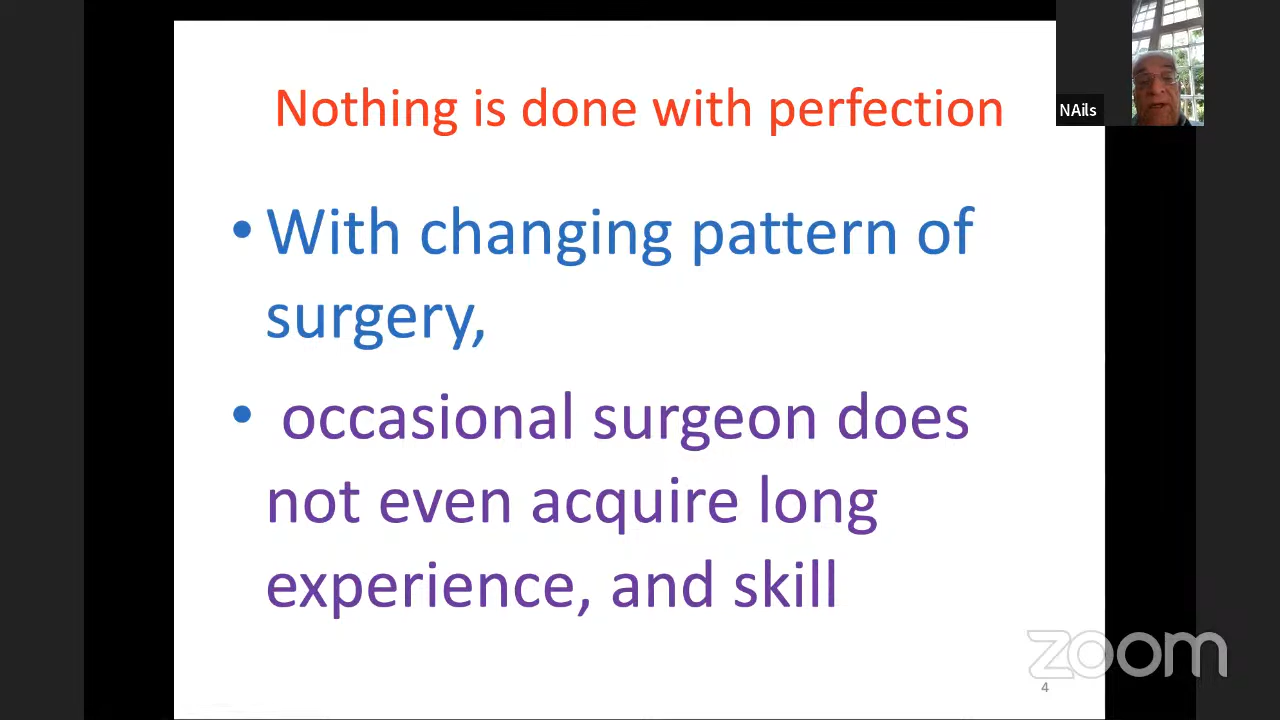 Nothing is done with perfection
• With changing pattern of
surgery,
• occasional surgeon does
not even acquire long
experience, and skill
NAils
zoom
4